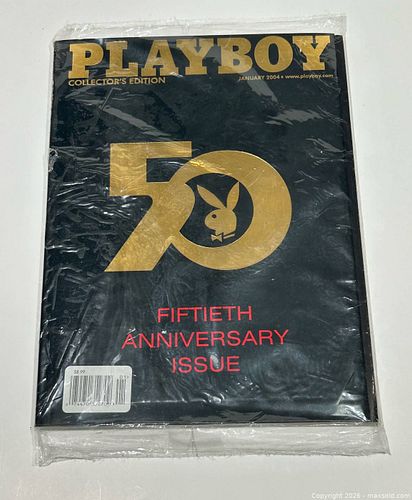 PLAYBOY
COLLECTOR'S EDITION
JANUARY 2004 • www.playboy.com
50
FIFTIETH
ANNIVERSARY
ISSUE
$8.99
Copyright 2026 - maxsold.com